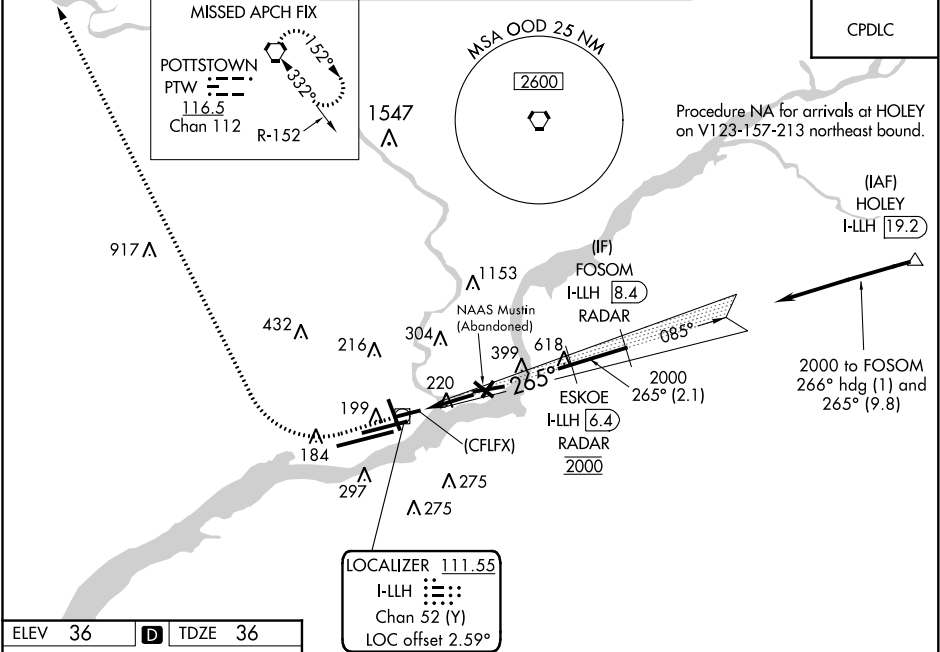 MISSED APCH FIX
POTTSTOWN
PTW
116.5
Chan 112
152°
332°
R-152
1547
MSA OOD 25 NM
2600
CPDLC
Procedure NA for arrivals at HOLEY
on V123-157-213 northeast bound.
(IAF)
HOLEY
I-LLH 19.2
917
1153
(IF)
FOSOM
I-LLH 8.4
RADAR
NAAS Mustin
(Abandoned)
432
216
304
399
618
085°
265°
2000
265° (2.1)
2000 to FOSOM
266° hdg (1) and
265° (9.8)
220
199
ESKOE
I-LLH 6.4
RADAR
2000
(CFLFX)
184
297
275
275
LOCALIZER 111.55
I-LLH
Chan 52 (Y)
LOC offset 2.59°
ELEV 36 D TDZE 36